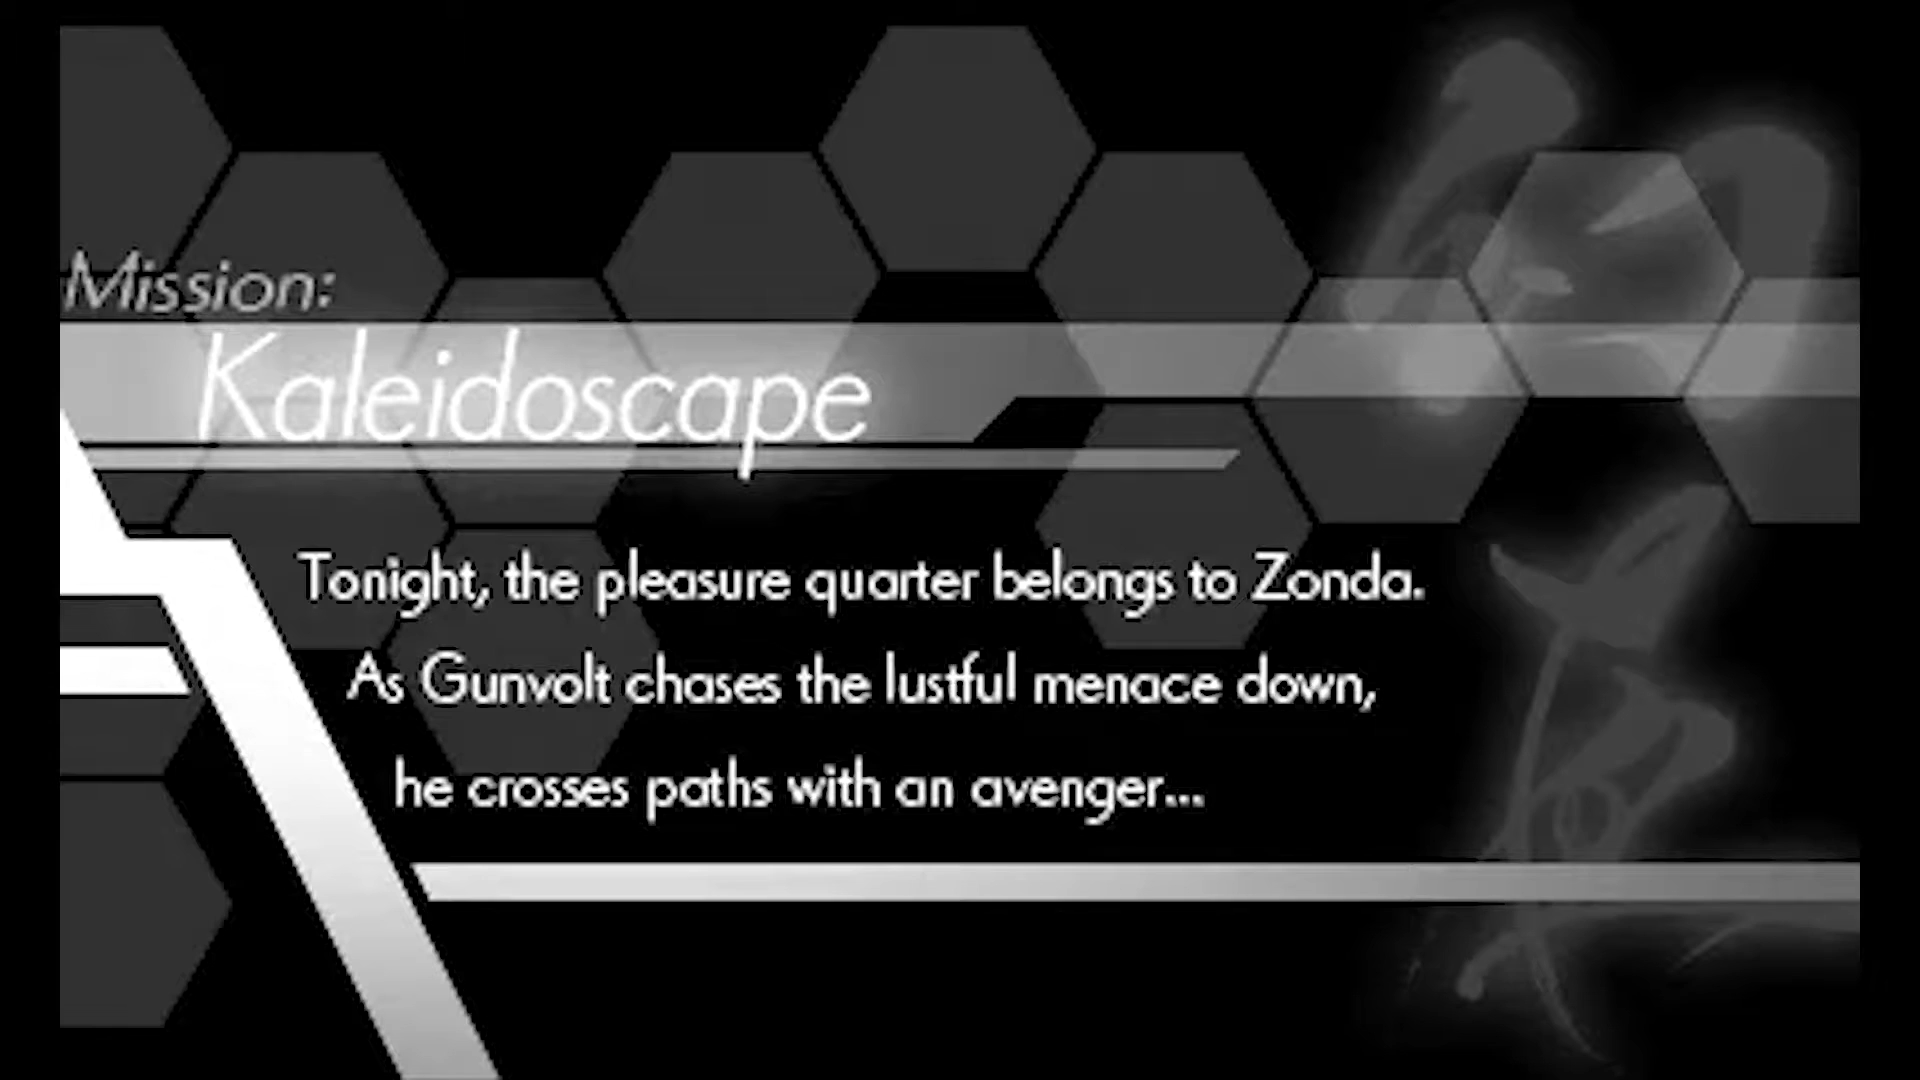 Mission:
Kaleidoscape
Tonight, the pleasure quarter belongs to Zonda.
As Gunvolt chases the lustful menace down,
he crosses paths with an avenger...